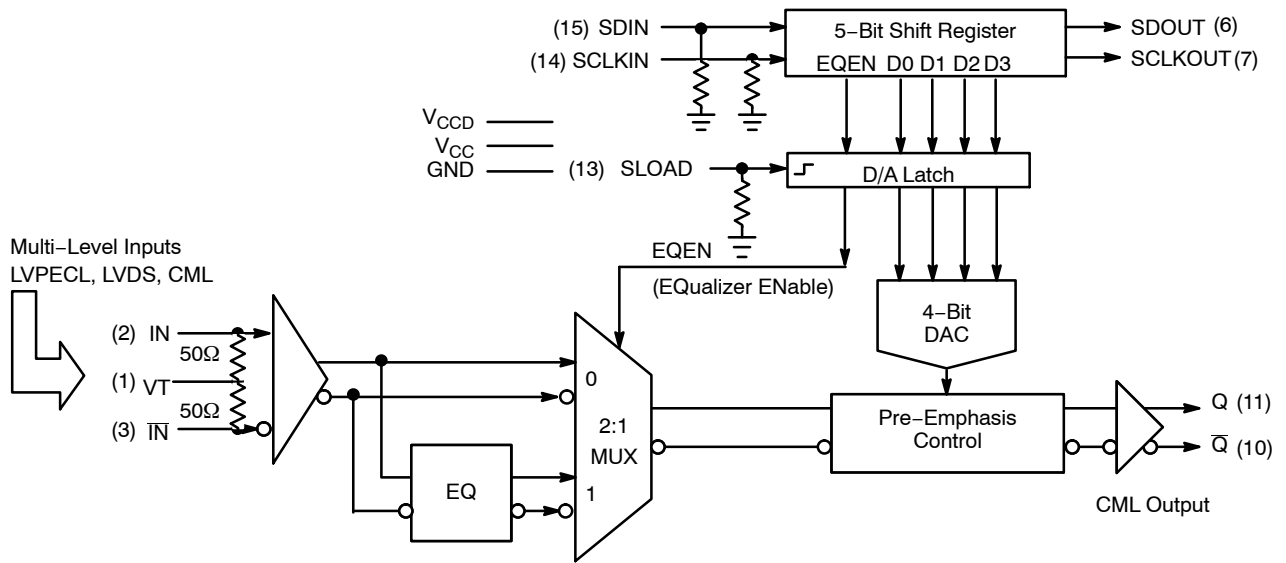 (15) SDIN
(14) SCLKIN
5−Bit Shift Register
EQEN D0 D1 D2 D3
SDOUT (6)
SCLKOUT (7)
VCCD
VCC
GND
(13) SLOAD
D/A Latch
EQEN
(EQualizer ENable)
Multi−Level Inputs
LVPECL, LVDS, CML
(2) IN
50Ω
(1) VT
50Ω
(3) I̅N̅
4−Bit
DAC
0
2:1
MUX
1
EQ
Pre−Emphasis
Control
Q (11)
Q̅ (10)
CML Output